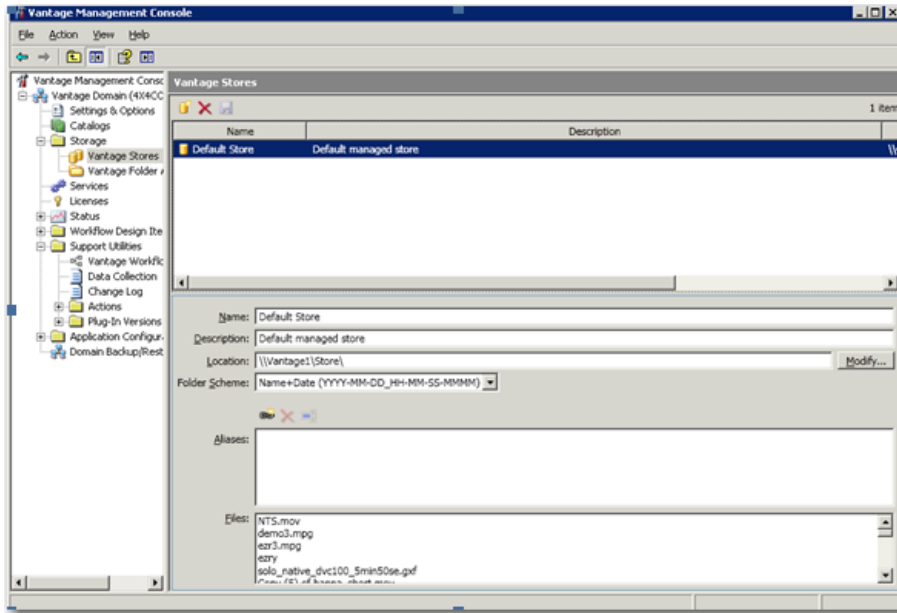 Vantage Management Console
File Action View Help
Vantage Management Consc
Vantage Domain (4X4CC
Settings & Options
Catalogs
Storage
Vantage Stores
Vantage Folder A
Services
Licenses
Status
Workflow Design Ite
Support Utilities
Vantage Workflc
Data Collection
Change Log
Actions
Plug-In Versions
Application Configur
Domain Backup/Rest
Vantage Stores
1 item
Name Description
Default Store Default managed store
Name: Default Store
Description: Default managed store
Location: \\Vantage1\Store\ Modify...
Folder Scheme: Name+Date (YYYY-MM-DD_HH-MM-SS-MMMM)
Aliases:
Files: NTS.mov
demo3.mpg
ezr3.mpg
ezry
solo_native_dvc100_5min50se.gxf